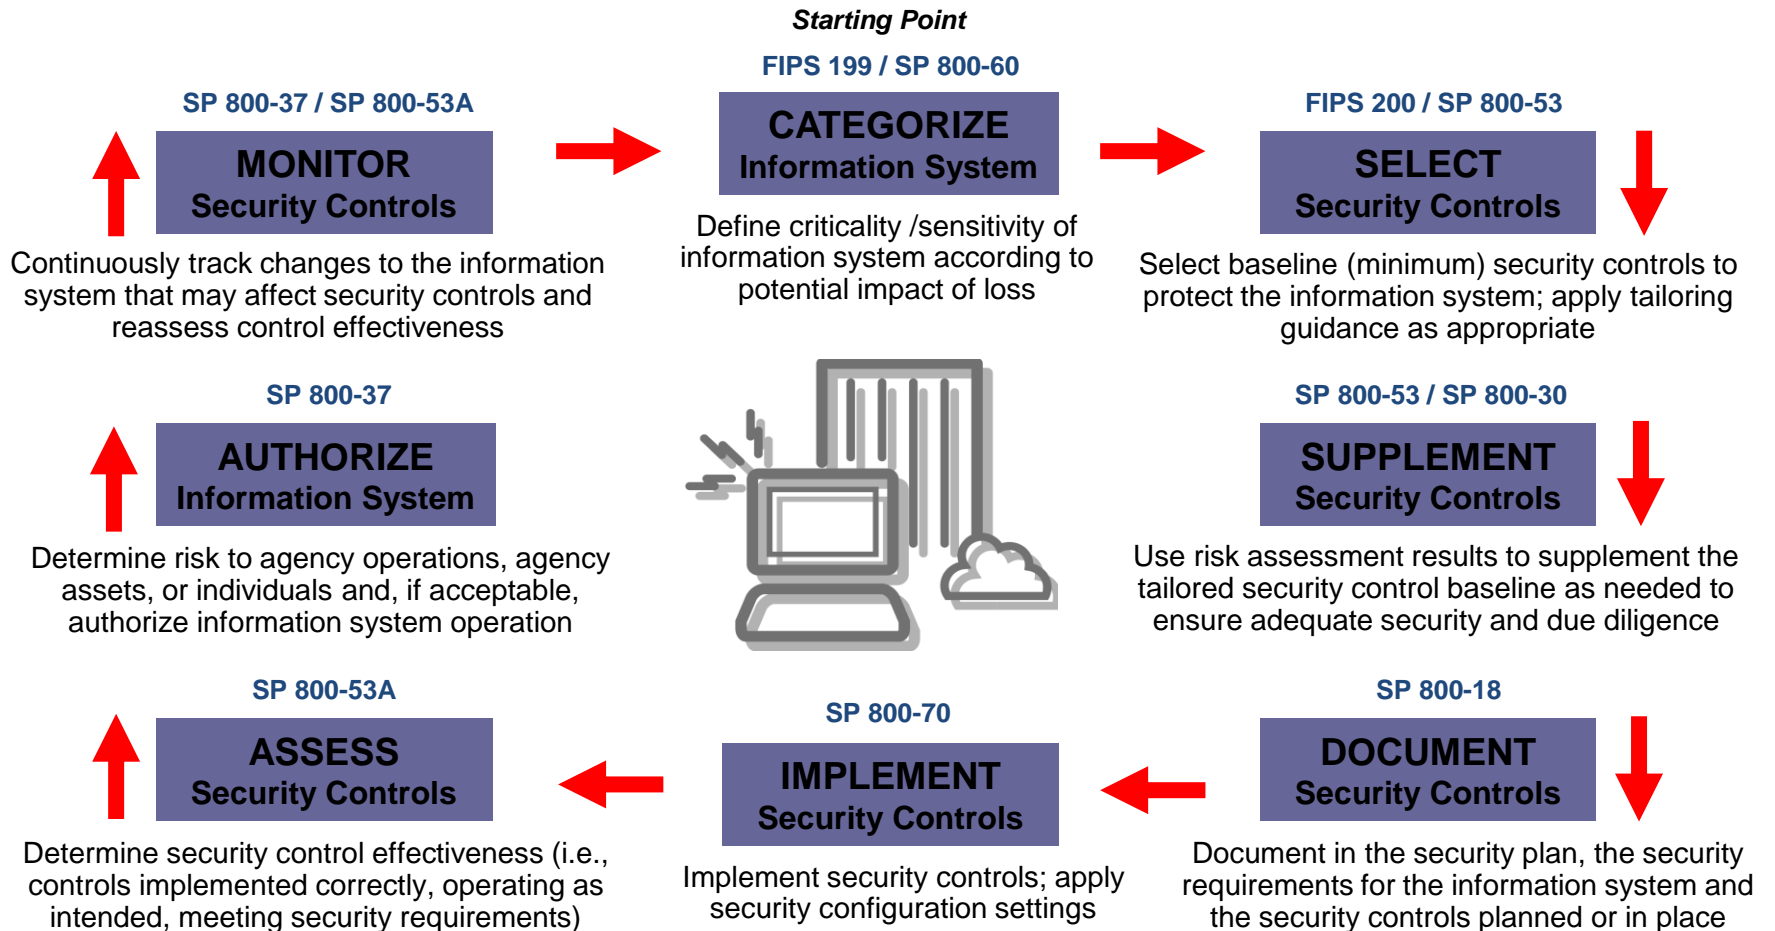 Starting Point
FIPS 199 / SP 800-60
CATEGORIZE
Information System
Define criticality /sensitivity of
information system according to
potential impact of loss
FIPS 200 / SP 800-53
SELECT
Security Controls
Select baseline (minimum) security controls to
protect the information system; apply tailoring
guidance as appropriate
SP 800-53 / SP 800-30
SUPPLEMENT
Security Controls
Use risk assessment results to supplement the
tailored security control baseline as needed to
ensure adequate security and due diligence
SP 800-18
DOCUMENT
Security Controls
Document in the security plan, the security
requirements for the information system and
the security controls planned or in place
SP 800-70
IMPLEMENT
Security Controls
Implement security controls; apply
security configuration settings
SP 800-53A
ASSESS
Security Controls
Determine security control effectiveness (i.e.,
controls implemented correctly, operating as
intended, meeting security requirements)
SP 800-37
AUTHORIZE
Information System
Determine risk to agency operations, agency
assets, or individuals and, if acceptable,
authorize information system operation
SP 800-37 / SP 800-53A
MONITOR
Security Controls
Continuously track changes to the information
system that may affect security controls and
reassess control effectiveness